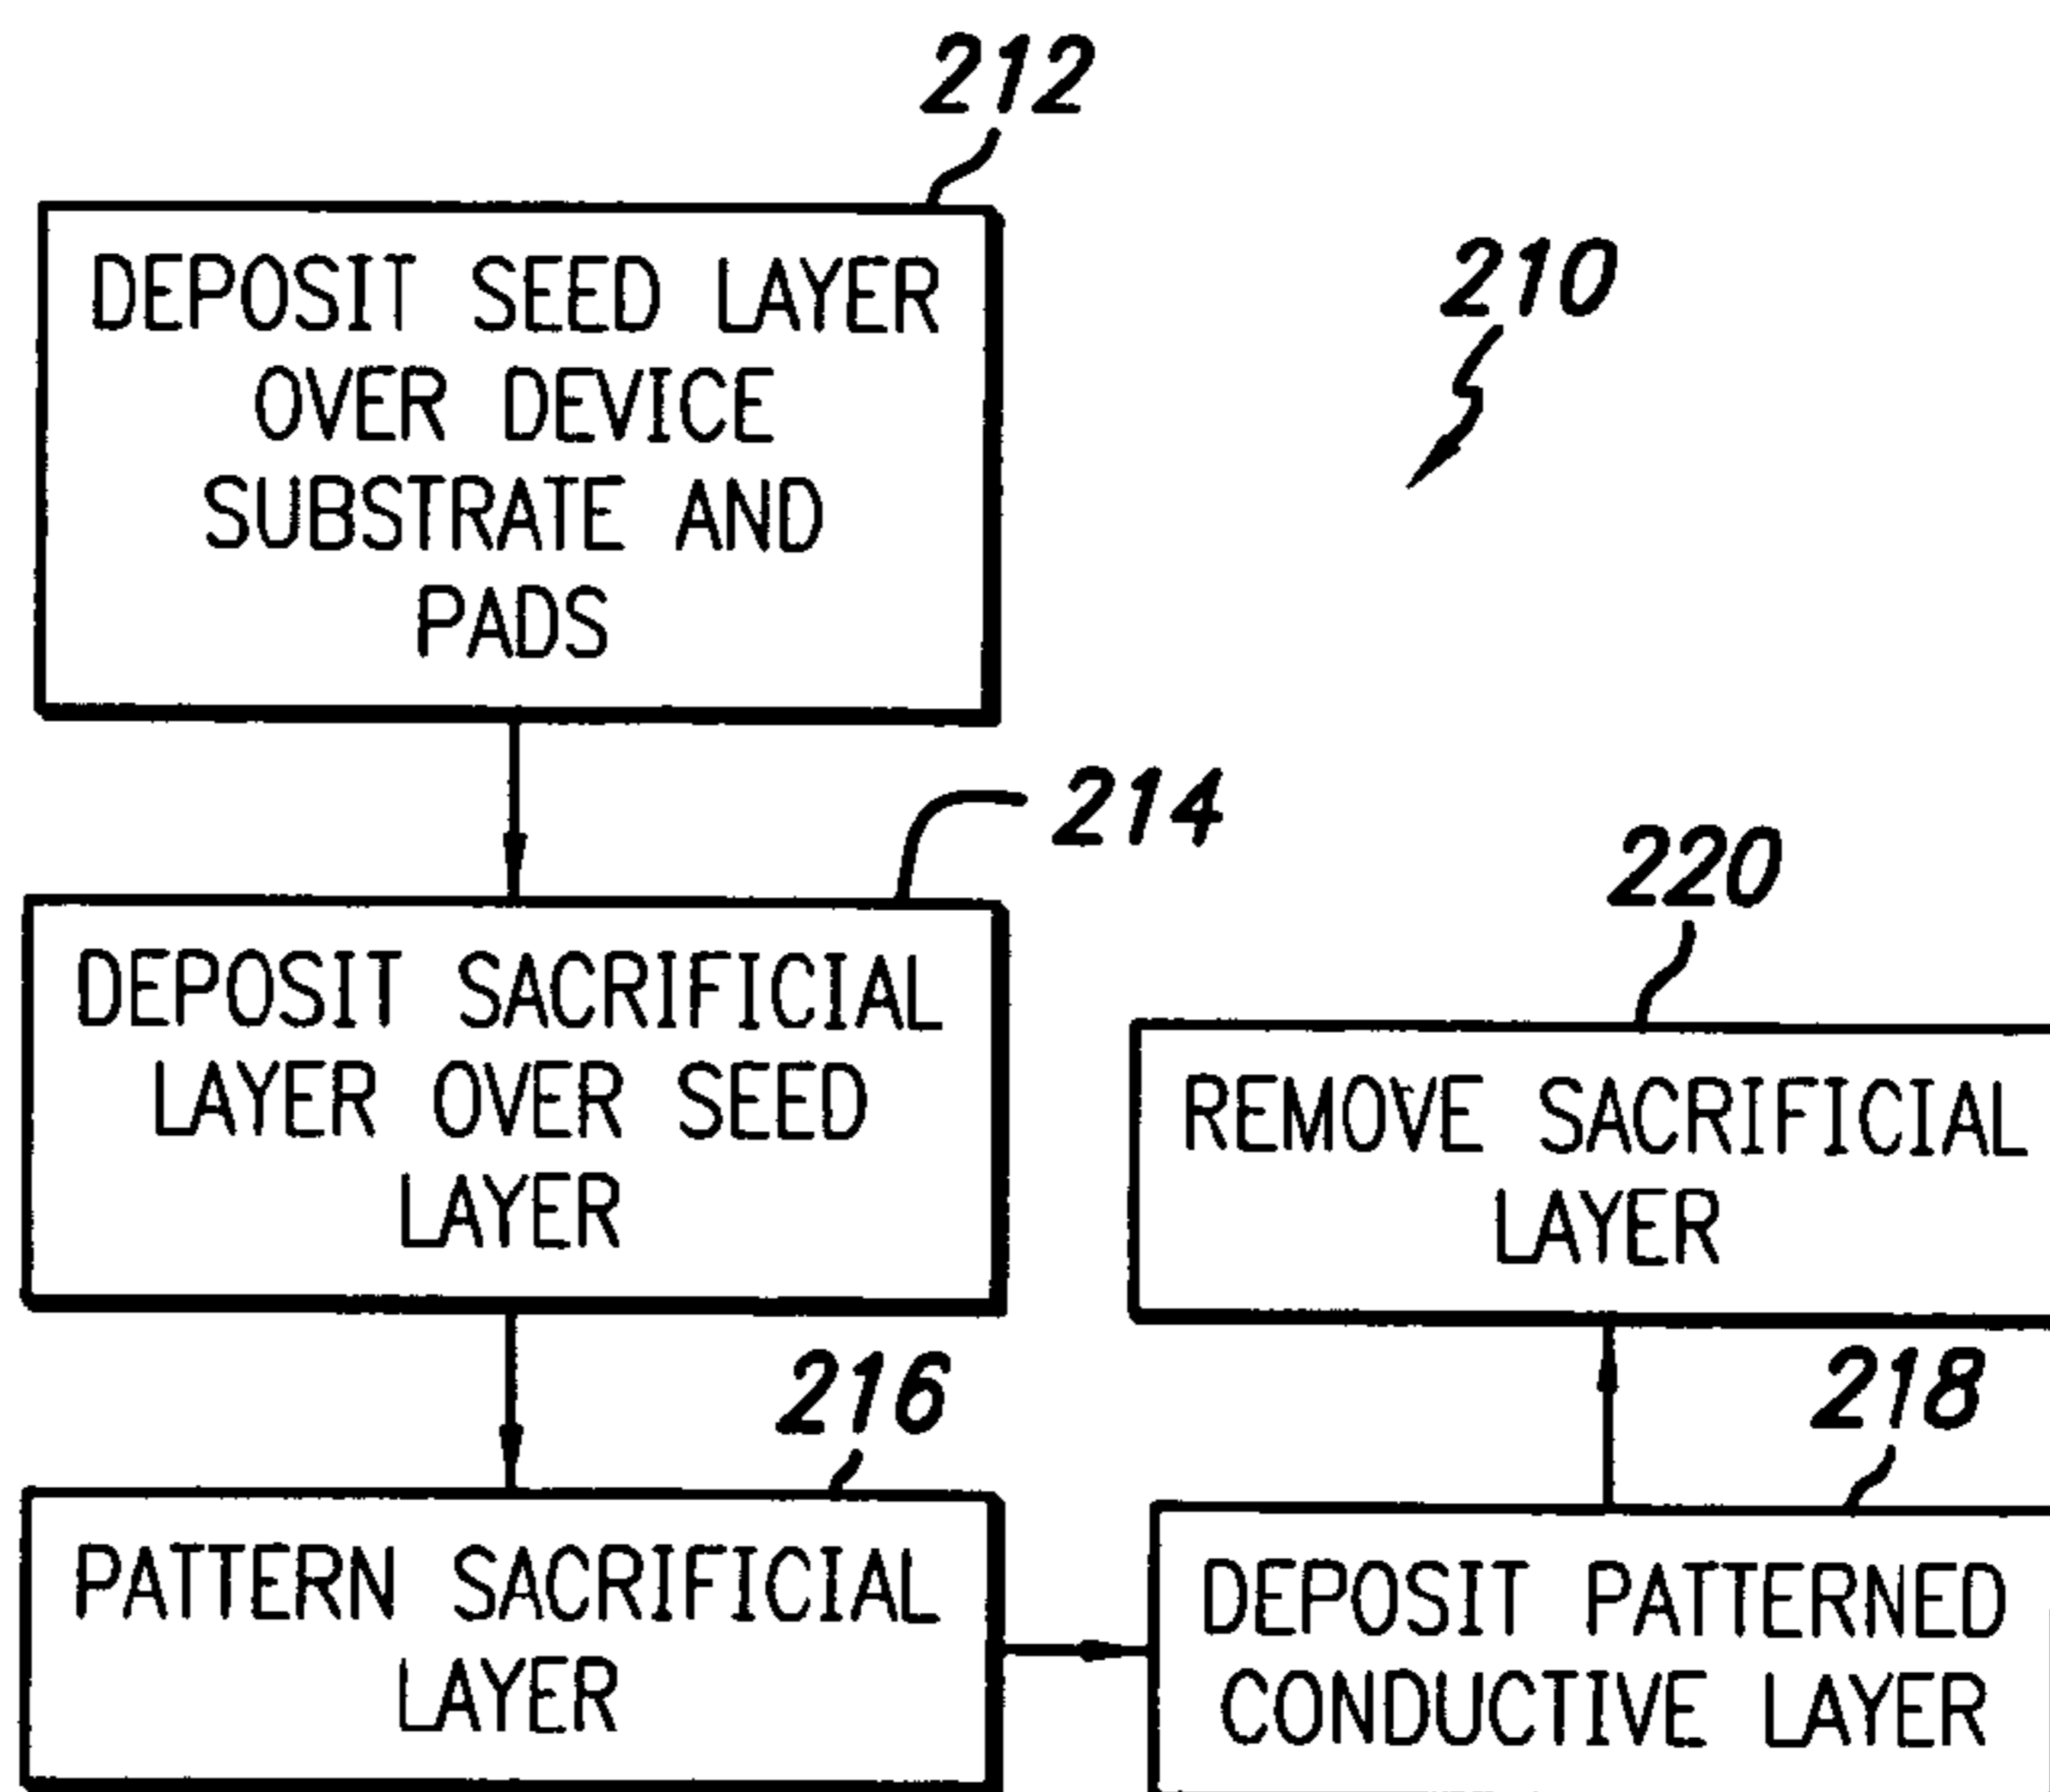 212
DEPOSIT SEED LAYER
OVER DEVICE
SUBSTRATE AND
PADS
210
214
DEPOSIT SACRIFICIAL
LAYER OVER SEED
LAYER
216
PATTERN SACRIFICIAL
LAYER
218
DEPOSIT PATTERNED
CONDUCTIVE LAYER
220
REMOVE SACRIFICIAL
LAYER